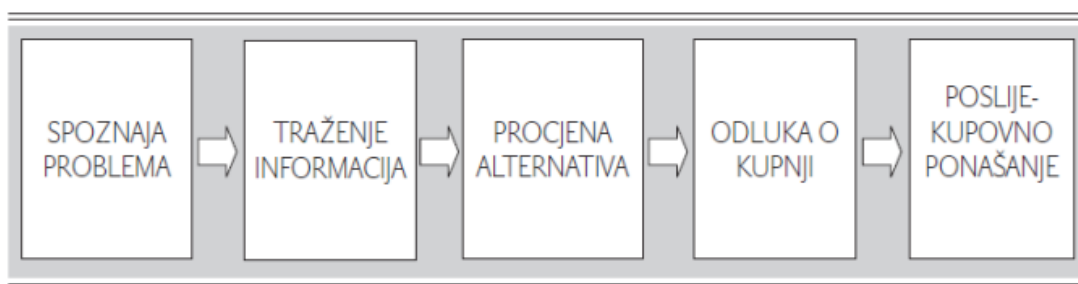 SPOZNAJA
PROBLEMA
TRAŽENJE
INFORMACIJA
PROCJENA
ALTERNATIVA
ODLUKA O
KUPNJI
POSLIJE-
KUPOVNO
PONAŠANJE